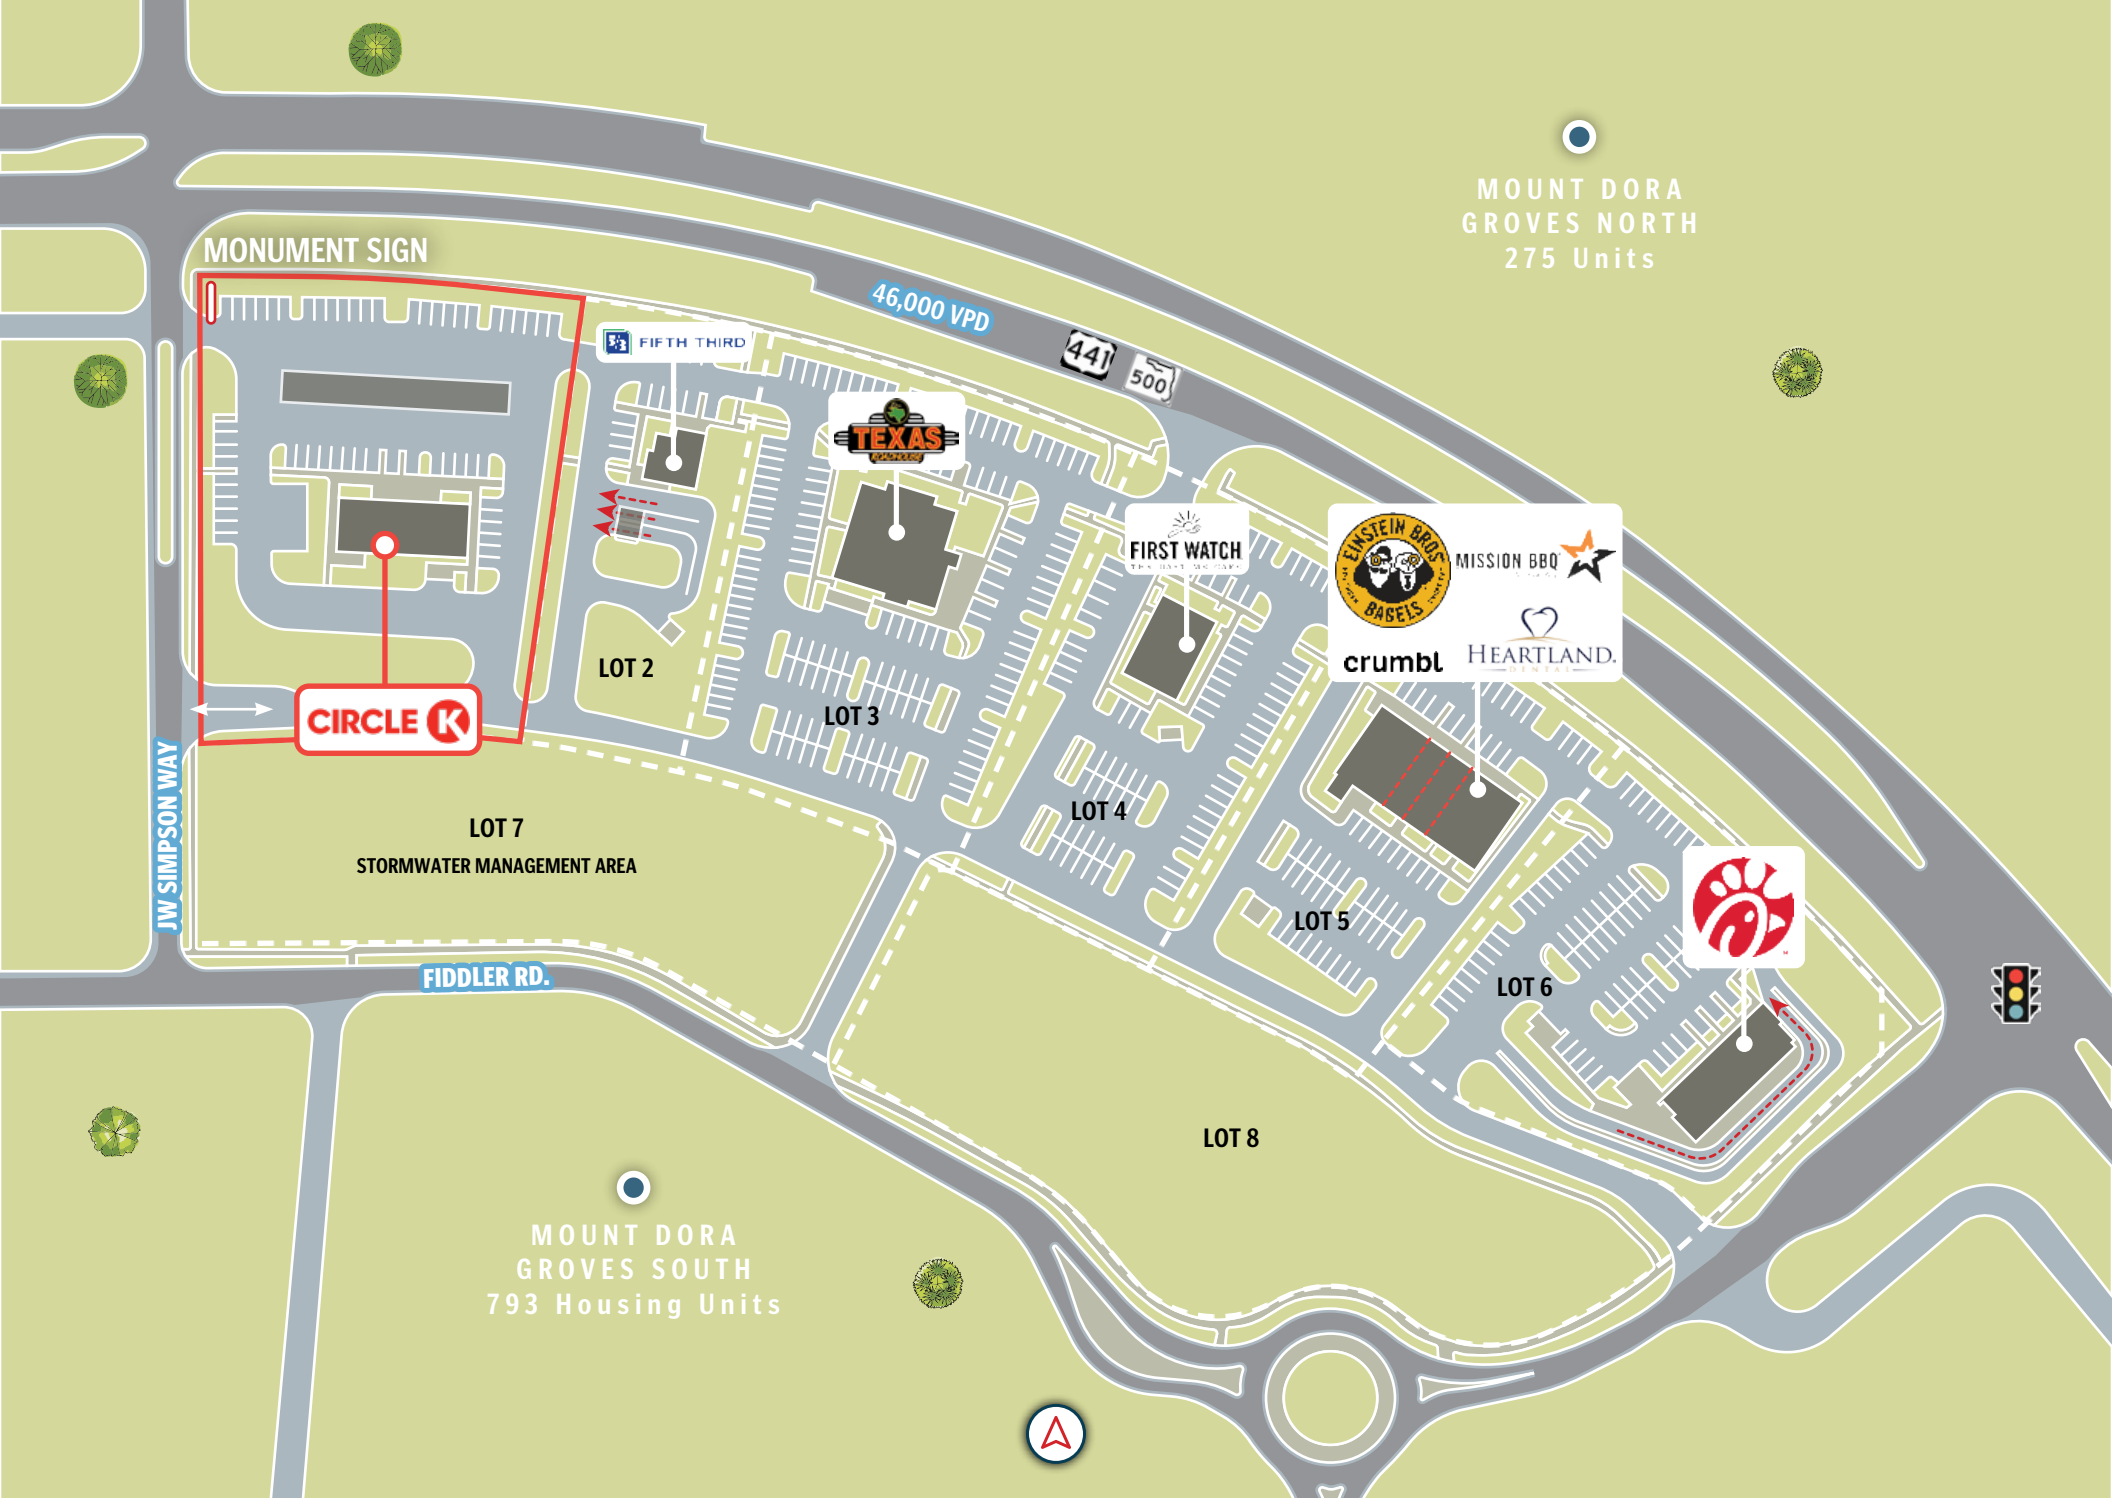 MOUNT DORA
GROVES NORTH
275 Units
MONUMENT SIGN
46,000 VPD
441
500
FIFTH THIRD
TEXAS
ROADHOUSE
FIRST WATCH
EINSTEIN BROS
BAGELS
MISSION BBQ
crumbl
HEARTLAND
DENTAL
LOT 2
LOT 3
CIRCLE K
JW SIMPSON WAY
LOT 4
LOT 7
STORMWATER MANAGEMENT AREA
LOT 5
LOT 6
FIDDLER RD.
LOT 8
MOUNT DORA
GROVES SOUTH
793 Housing Units